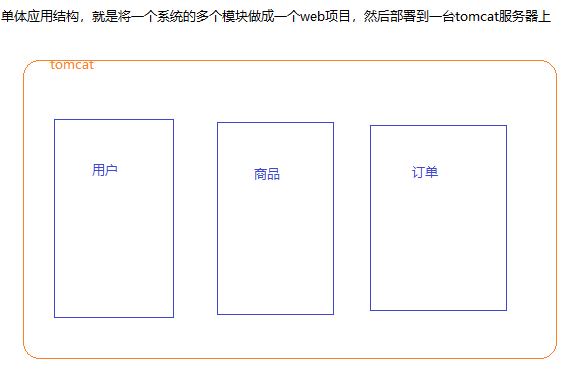 单体应用结构，就是将一个系统的多个模块做成一个web项目，然后部署到一台tomcat服务器上
tomcat
用户
商品
订单